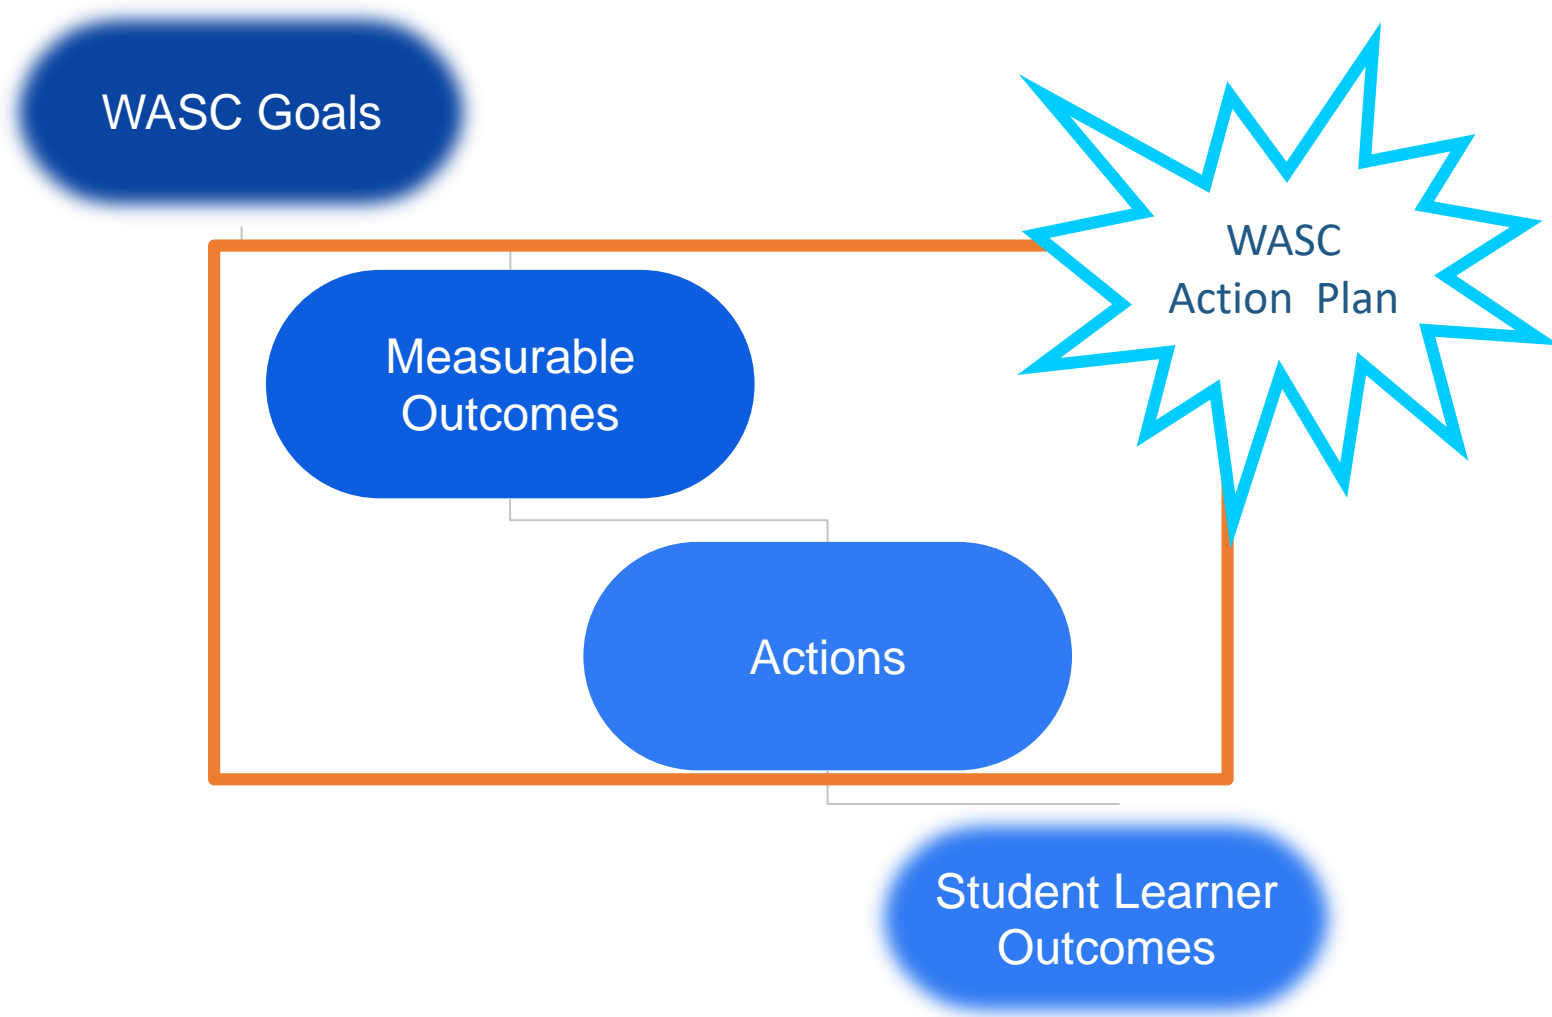 WASC Goals
WASC
Action  Plan
Measurable
Outcomes
Actions
Student Learner
Outcomes